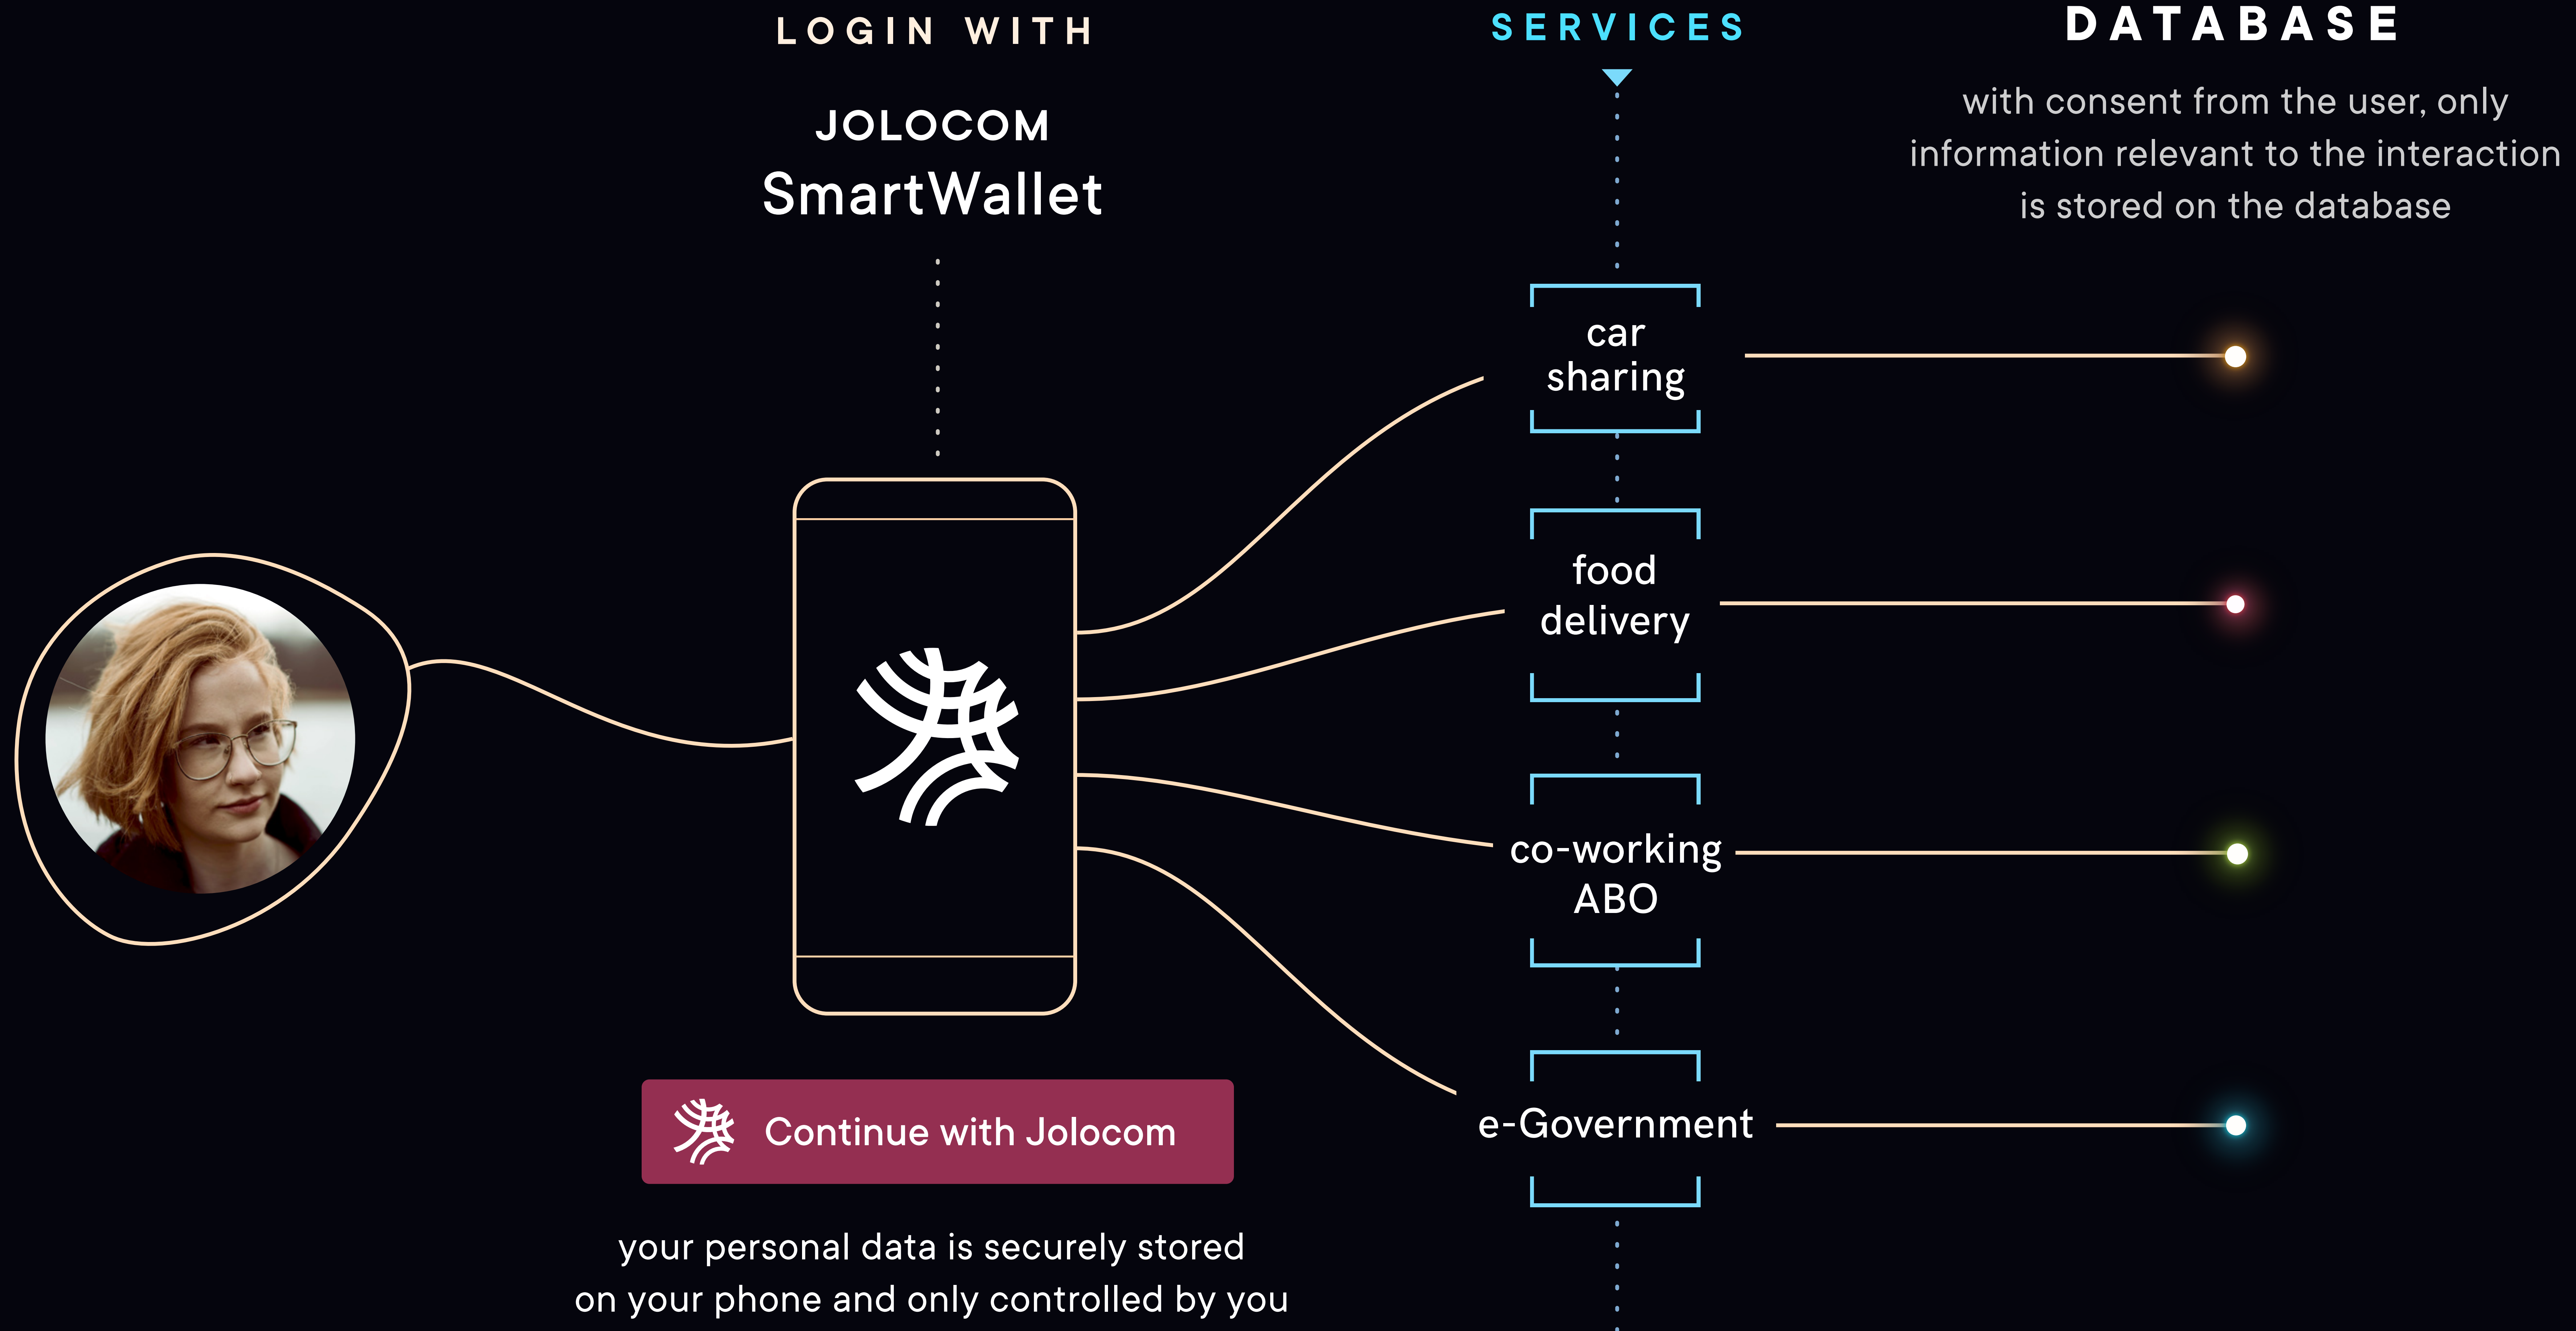 LOGIN WITH
JOLOCOM
SmartWallet
Continue with Jolocom
your personal data is securely stored
on your phone and only controlled by you
SERVICES
car
sharing
food
delivery
co-working
ABO
e-Government
DATABASE
with consent from the user, only
information relevant to the interaction
is stored on the database